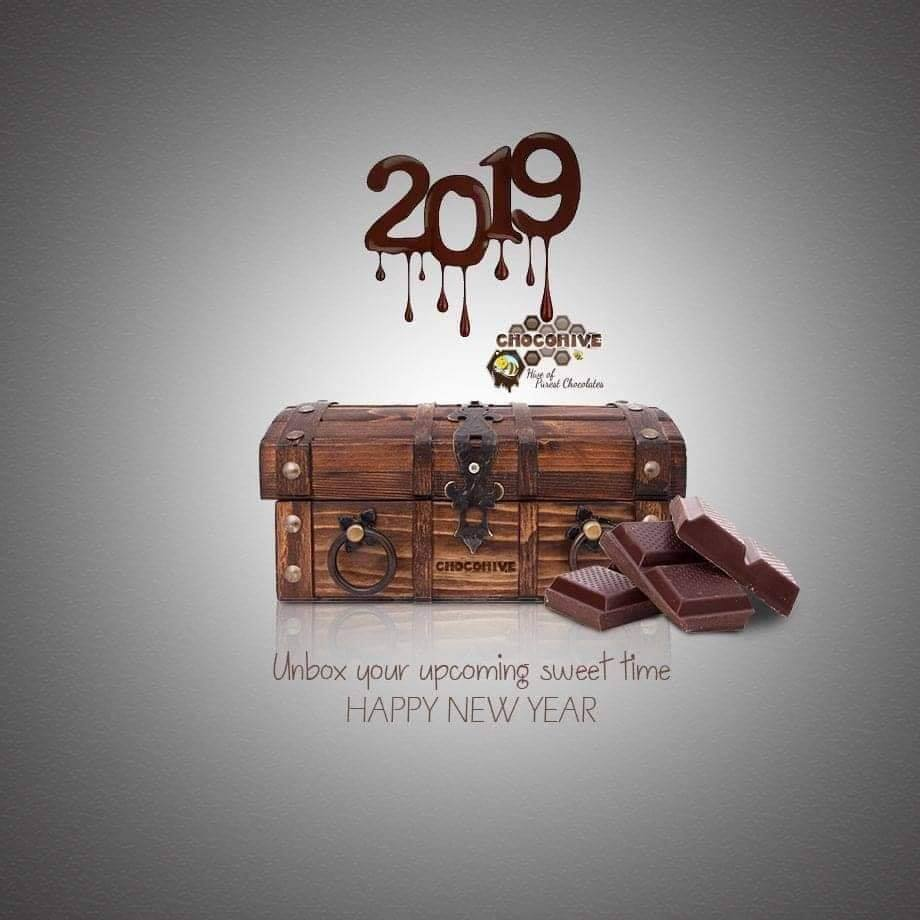 2019
CHOCOHIVE
Hive of
Purest Chocolates
CHOCOHIVE
Unbox your upcoming sweet time
HAPPY NEW YEAR